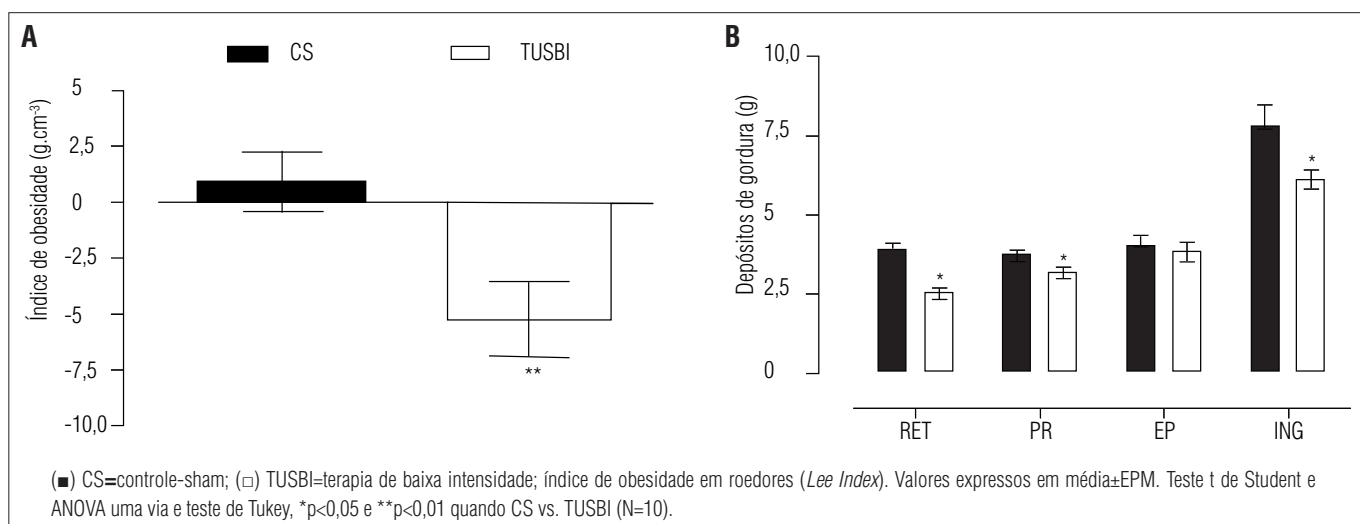 A
CS
TUSBI
Índice de obesidade (g.cm-³)
5
2,5
0
-2,5
-5
-7,5
-10,0
**
B
Depósitos de gordura (g)
10,0
7,5
5
2,5
0
*
*
*
RET
PR
EP
ING
(■) CS=controle-sham; (□) TUSBI=terapia de baixa intensidade; índice de obesidade em roedores (Lee Index). Valores expressos em média±EPM. Teste t de Student e
ANOVA uma via e teste de Tukey, *p<0,05 e **p<0,01 quando CS vs. TUSBI (N=10).